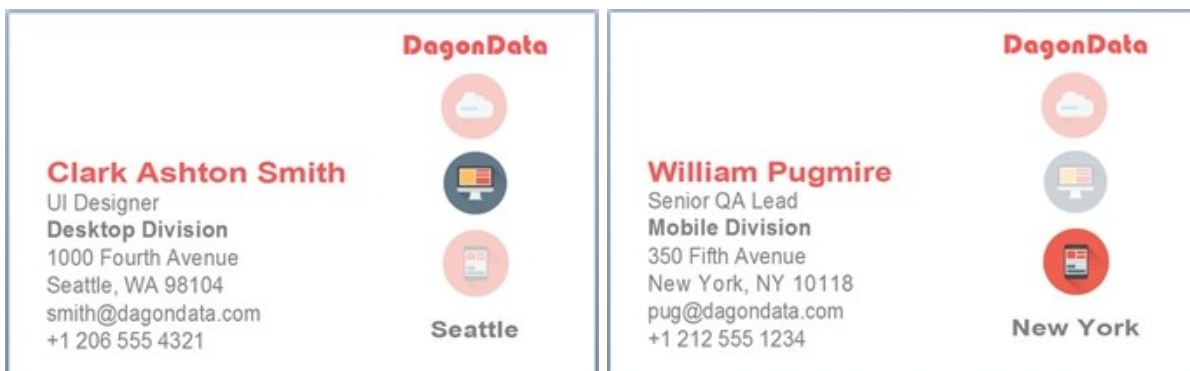 DagonData
Clark Ashton Smith
UI Designer
Desktop Division
1000 Fourth Avenue
Seattle, WA 98104
smith@dagondata.com
+1 206 555 4321
Seattle
DagonData
William Pugmire
Senior QA Lead
Mobile Division
350 Fifth Avenue
New York, NY 10118
pug@dagondata.com
+1 212 555 1234
New York